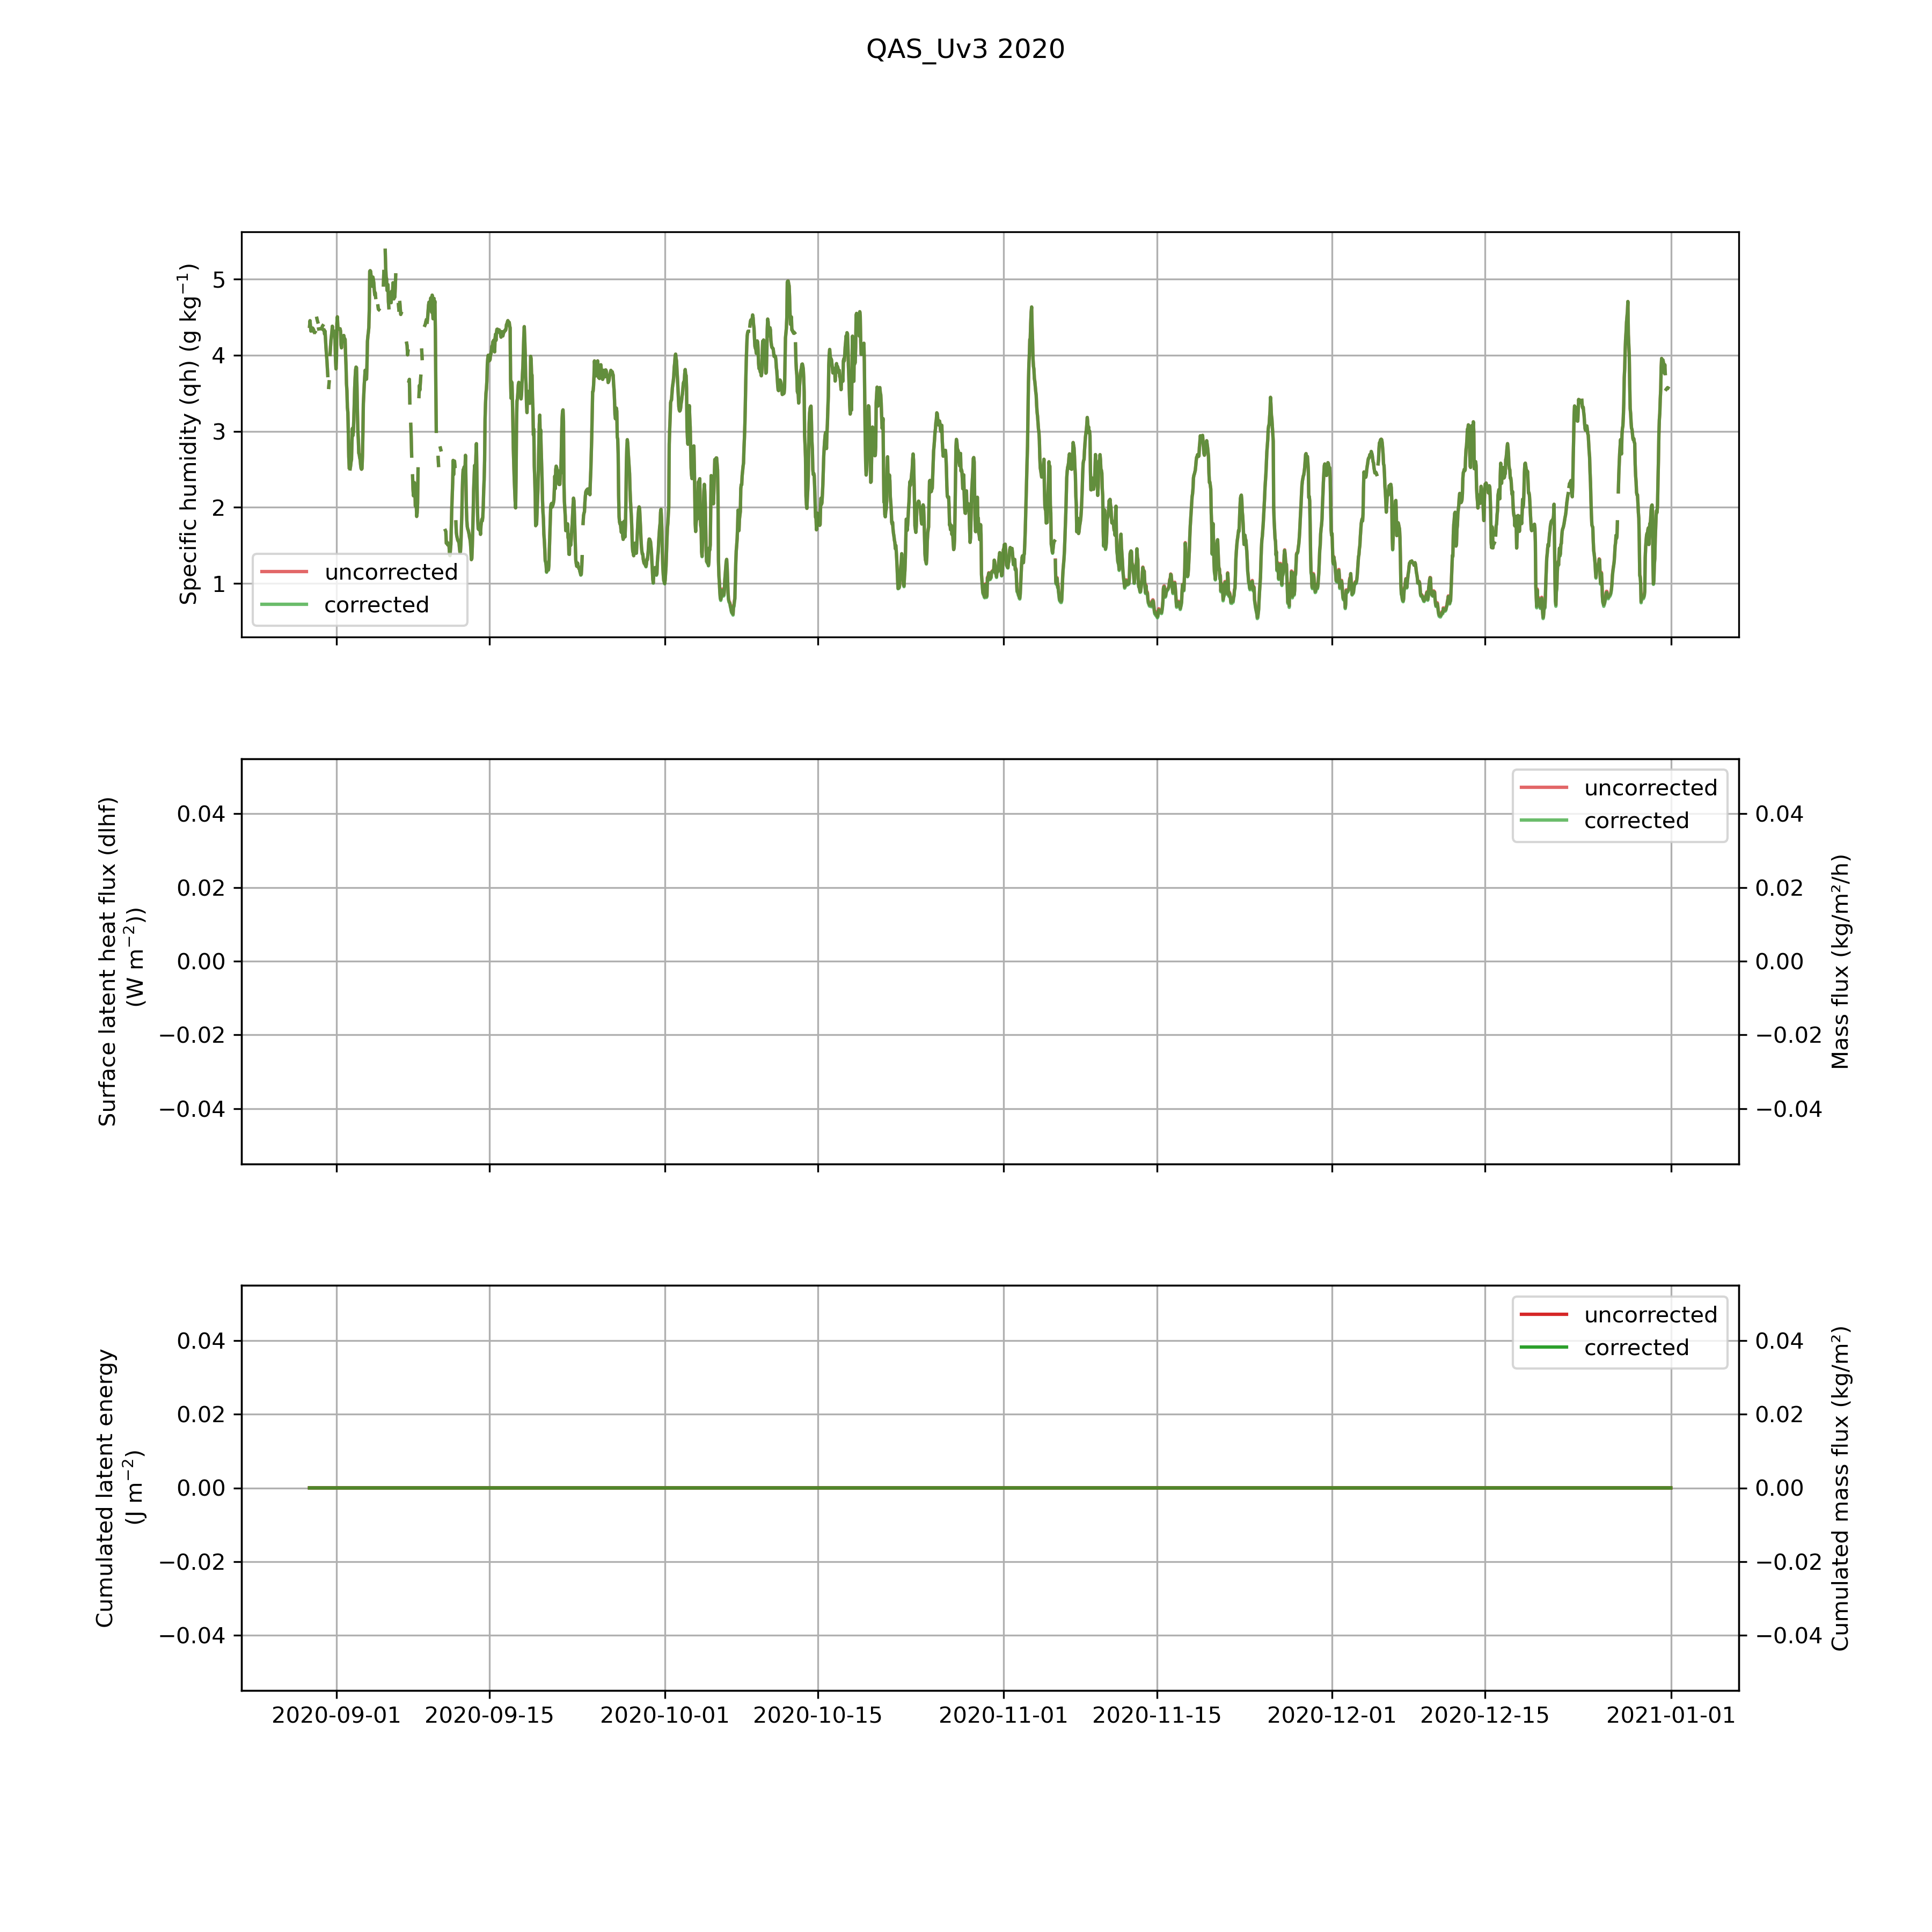 QAS_Uv3 2020
Specific humidity (qh) (g kg⁻¹)
5
4
3
2
1
uncorrected
corrected
Surface latent heat flux (dlhf)
(W m⁻²))
0.04
0.02
0.00
−0.02
−0.04
uncorrected
corrected
0.04
0.02
0.00
−0.02
−0.04
Mass flux (kg/m²/h)
Cumulated latent energy
(J m⁻²)
0.04
0.02
0.00
−0.02
−0.04
uncorrected
corrected
0.04
0.02
0.00
−0.02
−0.04
Cumulated mass flux (kg/m²)
2020-09-01 2020-09-15 2020-10-01 2020-10-15 2020-11-01 2020-11-15 2020-12-01 2020-12-15 2021-01-01